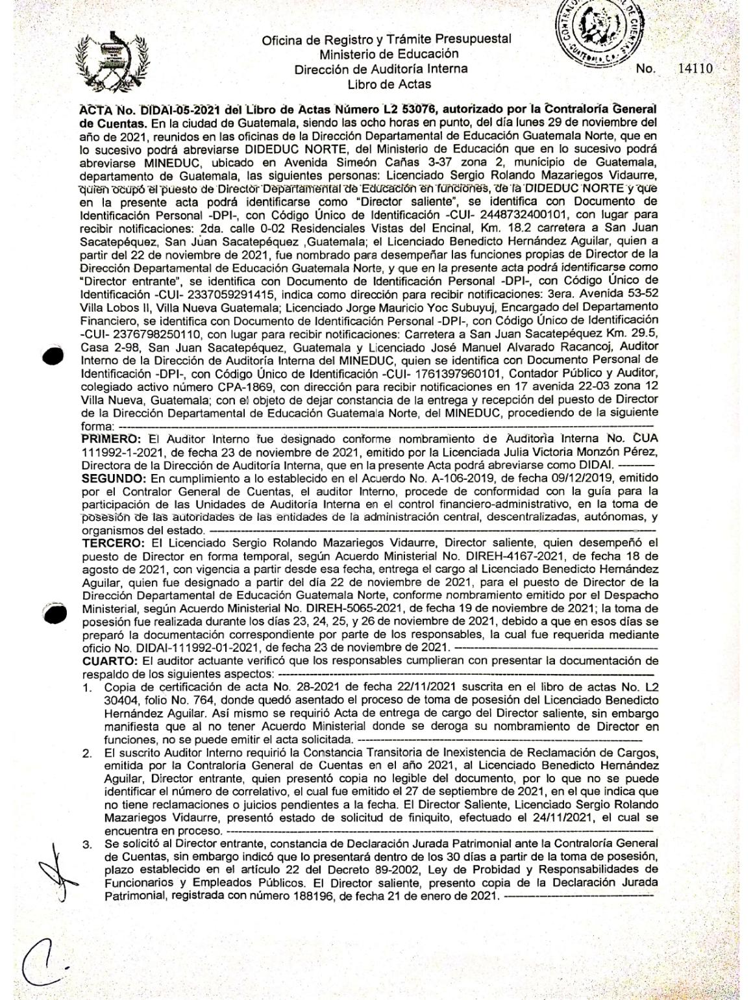 Oficina de Registro y Trámite Presupuestal
Ministerio de Educación
Dirección de Auditoría Interna
Libro de Actas
CONTRALORÍA GENERAL DE CUENTAS
GUATEMALA, C.A.
No. 14110
ACTA No. DIDAI-05-2021 del Libro de Actas Número L2 53076, autorizado por la Contraloría General
de Cuentas. En la ciudad de Guatemala, siendo las ocho horas en punto, del día lunes 29 de noviembre del
año de 2021, reunidos en las oficinas de la Dirección Departamental de Educación Guatemala Norte, que en
lo sucesivo podrá abreviarse DIDEDUC NORTE, del Ministerio de Educación que en lo sucesivo podrá
abreviarse MINEDUC, ubicado en Avenida Simeón Cañas 3-37 zona 2, municipio de Guatemala,
departamento de Guatemala, las siguientes personas: Licenciado Sergio Rolando Mazariegos Vidaurre,
quien ocupó el puesto de Director Departamental de Educación en funciones, de la DIDEDUC NORTE y que
en la presente acta podrá identificarse como "Director saliente", se identifica con Documento de
Identificación Personal -DPI-, con Código Único de Identificación -CUI- 2448732400101, con lugar para
recibir notificaciones: 2da. calle 0-02 Residenciales Vistas del Encinal, Km. 18.2 carretera a San Juan
Sacatepéquez, San Juan Sacatepéquez ,Guatemala; el Licenciado Benedicto Hernández Aguilar, quien a
partir del 22 de noviembre de 2021, fue nombrado para desempeñar las funciones propias de Director de la
Dirección Departamental de Educación Guatemala Norte, y que en la presente acta podrá identificarse como
"Director entrante", se identifica con Documento de Identificación Personal -DPI-, con Código Único de
Identificación -CUI- 2337059291415, indica como dirección para recibir notificaciones: 3era. Avenida 53-52
Villa Lobos II, Villa Nueva Guatemala; Licenciado Jorge Mauricio Yoc Subuyuj, Encargado del Departamento
Financiero, se identifica con Documento de Identificación Personal -DPI-, con Código Único de Identificación
-CUI- 2376798250110, con lugar para recibir notificaciones: Carretera a San Juan Sacatepéquez Km. 29.5,
Casa 2-98, San Juan Sacatepéquez, Guatemala y Licenciado José Manuel Alvarado Racancoj, Auditor
Interno de la Dirección de Auditoría Interna del MINEDUC, quien se identifica con Documento Personal de
Identificación -DPI-, con Código Único de Identificación -CUI- 1761397960101, Contador Público y Auditor,
colegiado activo número CPA-1869, con dirección para recibir notificaciones en 17 avenida 22-03 zona 12
Villa Nueva, Guatemala; con el objeto de dejar constancia de la entrega y recepción del puesto de Director
de la Dirección Departamental de Educación Guatemala Norte, del MINEDUC, procediendo de la siguiente
forma: ---
PRIMERO: El Auditor Interno fue designado conforme nombramiento de Auditoría Interna No. CUA
111992-1-2021, de fecha 23 de noviembre de 2021, emitido por la Licenciada Julia Victoria Monzón Pérez,
Directora de la Dirección de Auditoría Interna, que en la presente Acta podrá abreviarse como DIDAI. ---
SEGUNDO: En cumplimiento a lo establecido en el Acuerdo No. A-106-2019, de fecha 09/12/2019, emitido
por el Contralor General de Cuentas, el auditor Interno, procede de conformidad con la guía para la
participación de las Unidades de Auditoría Interna en el control financiero-administrativo, en la toma de
posesión de las autoridades de las entidades de la administración central, descentralizadas, autónomas, y
organismos del estado. ---
TERCERO: El Licenciado Sergio Rolando Mazariegos Vidaurre, Director saliente, quien desempeñó el
puesto de Director en forma temporal, según Acuerdo Ministerial No. DIREH-4167-2021, de fecha 18 de
agosto de 2021, con vigencia a partir desde esa fecha, entrega el cargo al Licenciado Benedicto Hernández
Aguilar, quien fue designado a partir del día 22 de noviembre de 2021, para el puesto de Director de la
Dirección Departamental de Educación Guatemala Norte, conforme nombramiento emitido por el Despacho
Ministerial, según Acuerdo Ministerial No. DIREH-5065-2021, de fecha 19 de noviembre de 2021; la toma de
posesión fue realizada durante los días 23, 24, 25, y 26 de noviembre de 2021, debido a que en esos días se
preparó la documentación correspondiente por parte de los responsables, la cual fue requerida mediante
oficio No. DIDAI-111992-01-2021, de fecha 23 de noviembre de 2021. ---
CUARTO: El auditor actuante verificó que los responsables cumplieran con presentar la documentación de
respaldo de los siguientes aspectos: ---
1. Copia de certificación de acta No. 28-2021 de fecha 22/11/2021 suscrita en el libro de actas No. L2
30404, folio No. 764, donde quedó asentado el proceso de toma de posesión del Licenciado Benedicto
Hernández Aguilar. Así mismo se requirió Acta de entrega de cargo del Director saliente, sin embargo
manifiesta que al no tener Acuerdo Ministerial donde se deroga su nombramiento de Director en
funciones, no se puede emitir el acta solicitada. ---
2. El suscrito Auditor Interno requirió la Constancia Transitoria de Inexistencia de Reclamación de Cargos,
emitida por la Contraloría General de Cuentas en el año 2021, al Licenciado Benedicto Hernández
Aguilar, Director entrante, quien presentó copia no legible del documento, por lo que no se puede
identificar el número de correlativo, el cual fue emitido el 27 de septiembre de 2021, en el que indica que
no tiene reclamaciones o juicios pendientes a la fecha. El Director Saliente, Licenciado Sergio Rolando
Mazariegos Vidaurre, presentó estado de solicitud de finiquito, efectuado el 24/11/2021, el cual se
encuentra en proceso. ---
3. Se solicitó al Director entrante, constancia de Declaración Jurada Patrimonial ante la Contraloría General
de Cuentas, sin embargo indicó que lo presentará dentro de los 30 días a partir de la toma de posesión,
plazo establecido en el artículo 22 del Decreto 89-2002, Ley de Probidad y Responsabilidades de
Funcionarios y Empleados Públicos. El Director saliente, presento copia de la Declaración Jurada
Patrimonial, registrada con número 188196, de fecha 21 de enero de 2021. ---